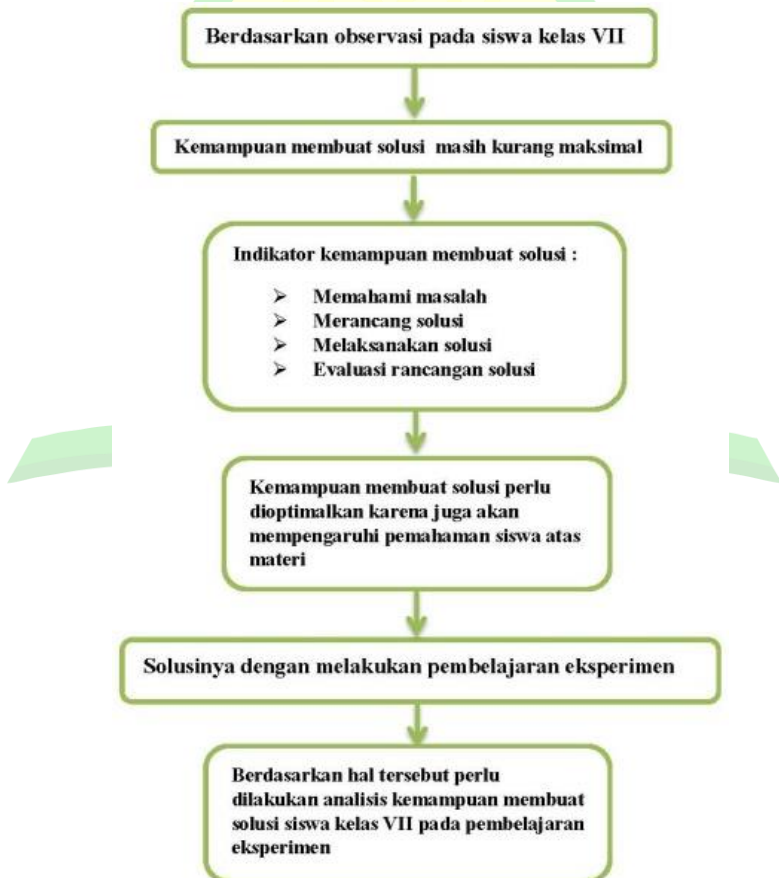 Berdasarkan observasi pada siswa kelas VII
Kemampuan membuat solusi masih kurang maksimal
Indikator kemampuan membuat solusi :
➢ Memahami masalah
➢ Merancang solusi
➢ Melaksanakan solusi
➢ Evaluasi rancangan solusi
Kemampuan membuat solusi perlu
dioptimalkan karena juga akan
mempengaruhi pemahaman siswa atas
materi
Solusinya dengan melakukan pembelajaran eksperimen
Berdasarkan hal tersebut perlu
dilakukan analisis kemampuan membuat
solusi siswa kelas VII pada pembelajaran
eksperimen